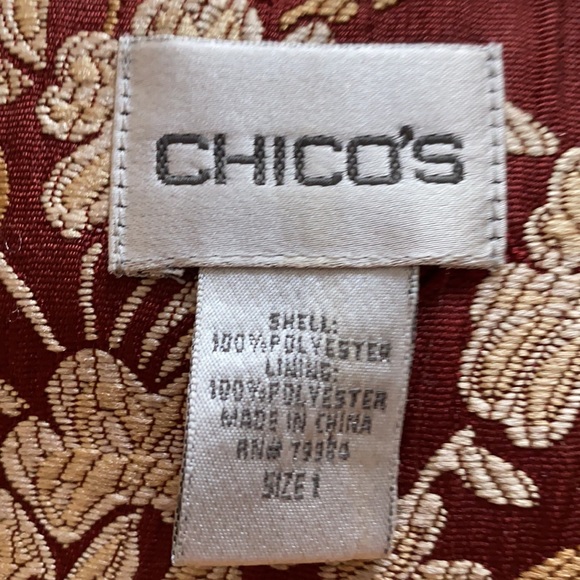 CHICO'S
SHELL:
100%POLYESTER
LINING:
100%POLYESTER
MADE IN CHINA
RN# 79984
SIZE 1